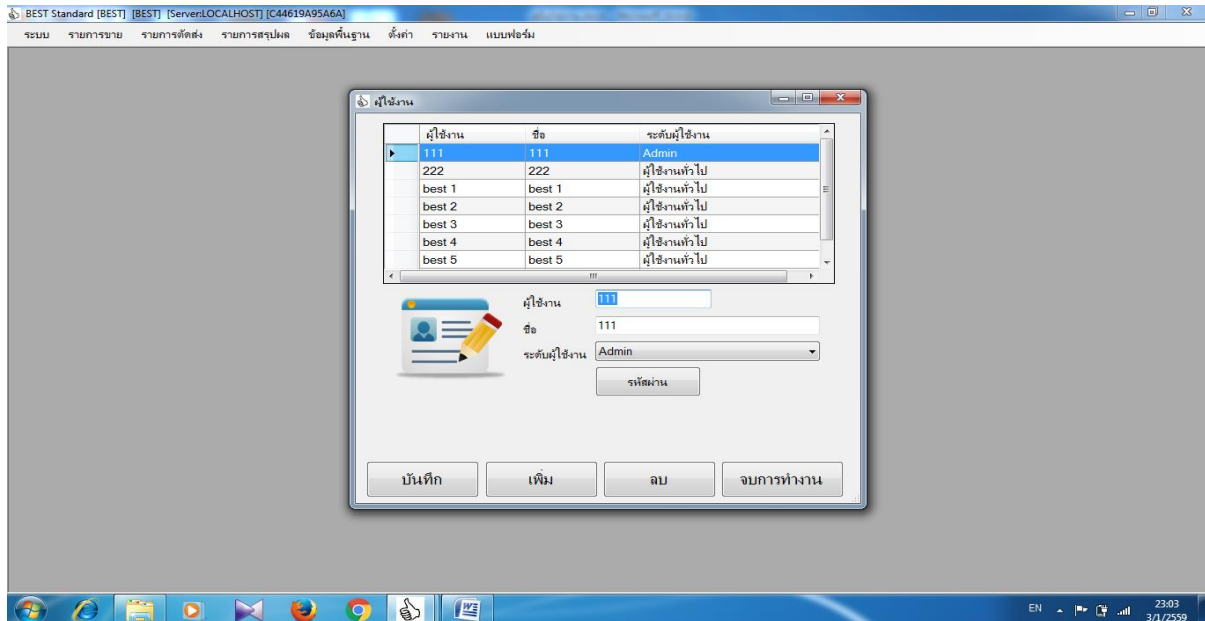 BEST Standard [BEST] [BEST] [Server:LOCALHOST] [C44619A95A6A]
ระบบ รายการขาย รายการตัดส่ง รายการสรุปผล ข้อมูลพื้นฐาน ตั้งค่า รายงาน แบบฟอร์ม
ผู้ใช้งาน
ผู้ใช้งาน ชื่อ ระดับผู้ใช้งาน
111 111 Admin
222 222 ผู้ใช้งานทั่วไป
best 1 best 1 ผู้ใช้งานทั่วไป
best 2 best 2 ผู้ใช้งานทั่วไป
best 3 best 3 ผู้ใช้งานทั่วไป
best 4 best 4 ผู้ใช้งานทั่วไป
best 5 best 5 ผู้ใช้งานทั่วไป
ผู้ใช้งาน 111
ชื่อ 111
ระดับผู้ใช้งาน Admin
รหัสผ่าน
บันทึก เพิ่ม ลบ จบการทำงาน
EN 23:03
3/1/2559